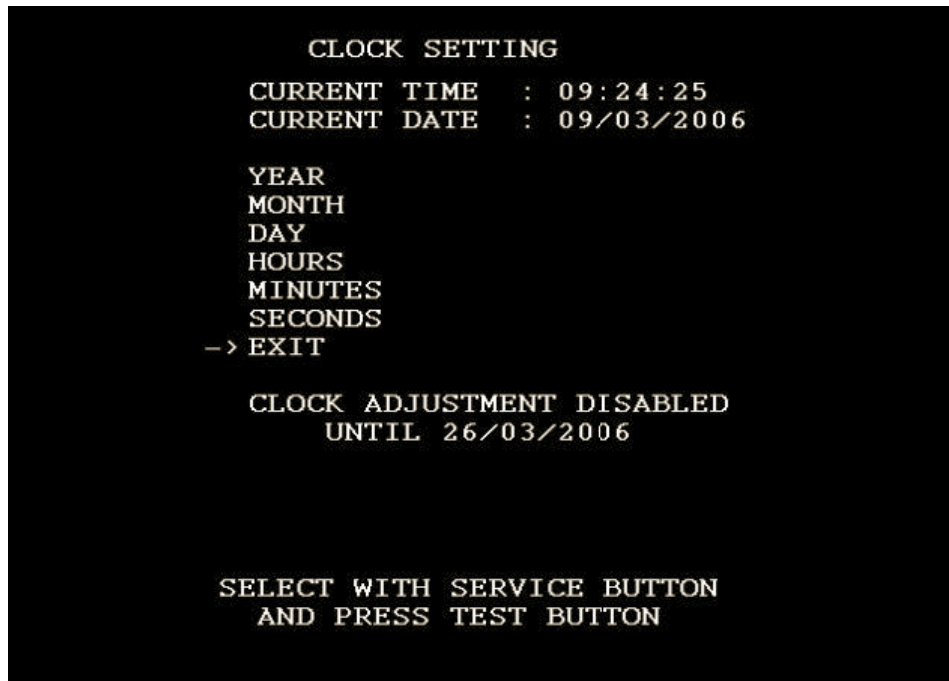 CLOCK SETTING
CURRENT TIME : 09:24:25
CURRENT DATE : 09/03/2006
YEAR
MONTH
DAY
HOURS
MINUTES
SECONDS
-> EXIT
CLOCK ADJUSTMENT DISABLED
UNTIL 26/03/2006
SELECT WITH SERVICE BUTTON
AND PRESS TEST BUTTON